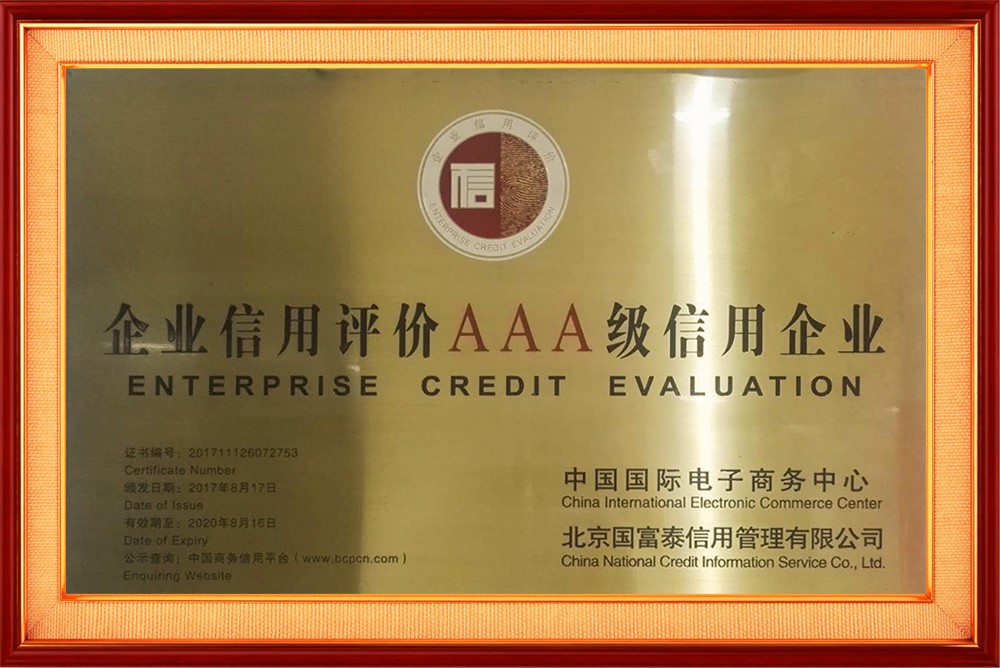 企业信用评价
信
ENTERPRISE CREDIT EVALUATION
企业信用评价AAA级信用企业
ENTERPRISE CREDIT EVALUATION
证书编号：201711126072753
Certificate Number
颁发日期：2017年8月17日
Date of Issue
有效期至：2020年8月16日
Date of Expiry
公示查询：中国商务信用平台（www.bcpcn.com）
Enquiring Website
中国国际电子商务中心
China International Electronic Commerce Center
北京国富泰信用管理有限公司
China National Credit Information Service Co., Ltd.